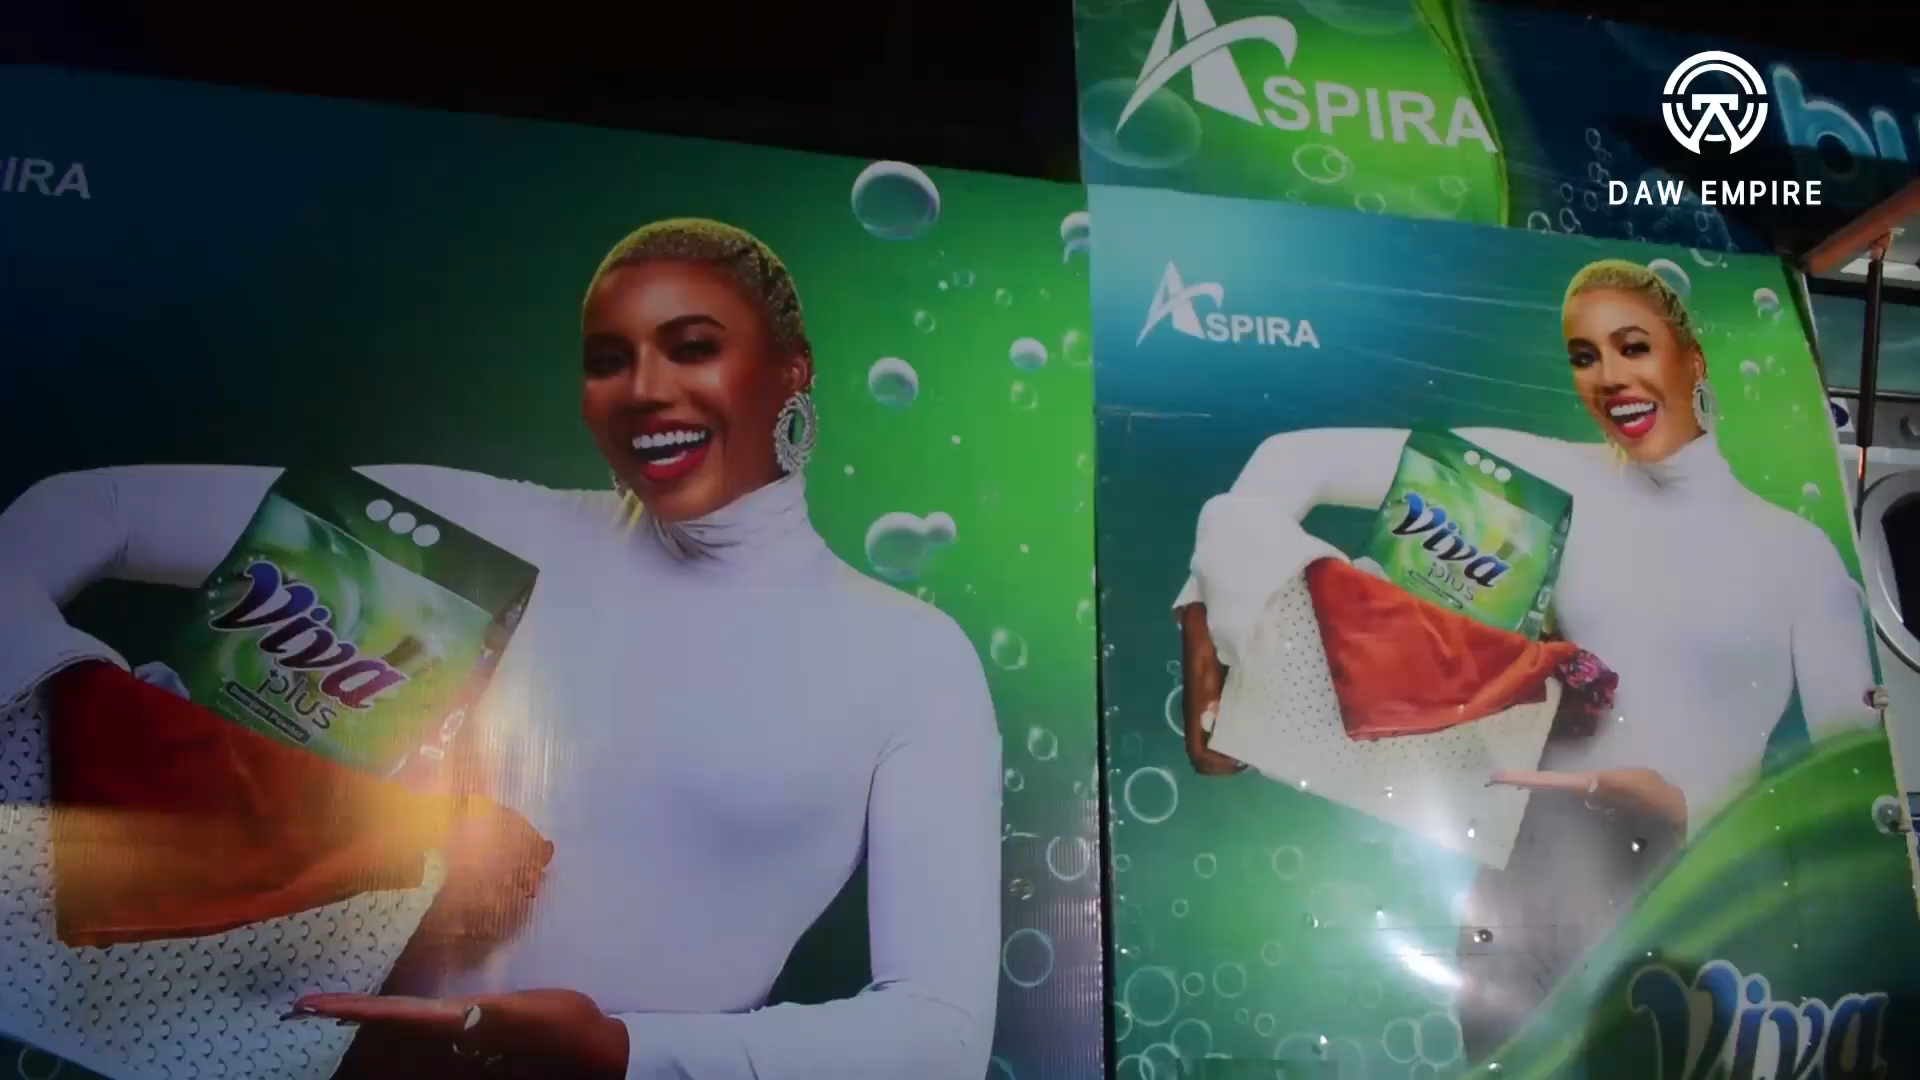 IRA
Viva
plus
ASPIRA
ASPIRA
Viva
plus
Viva
DAW EMPIRE